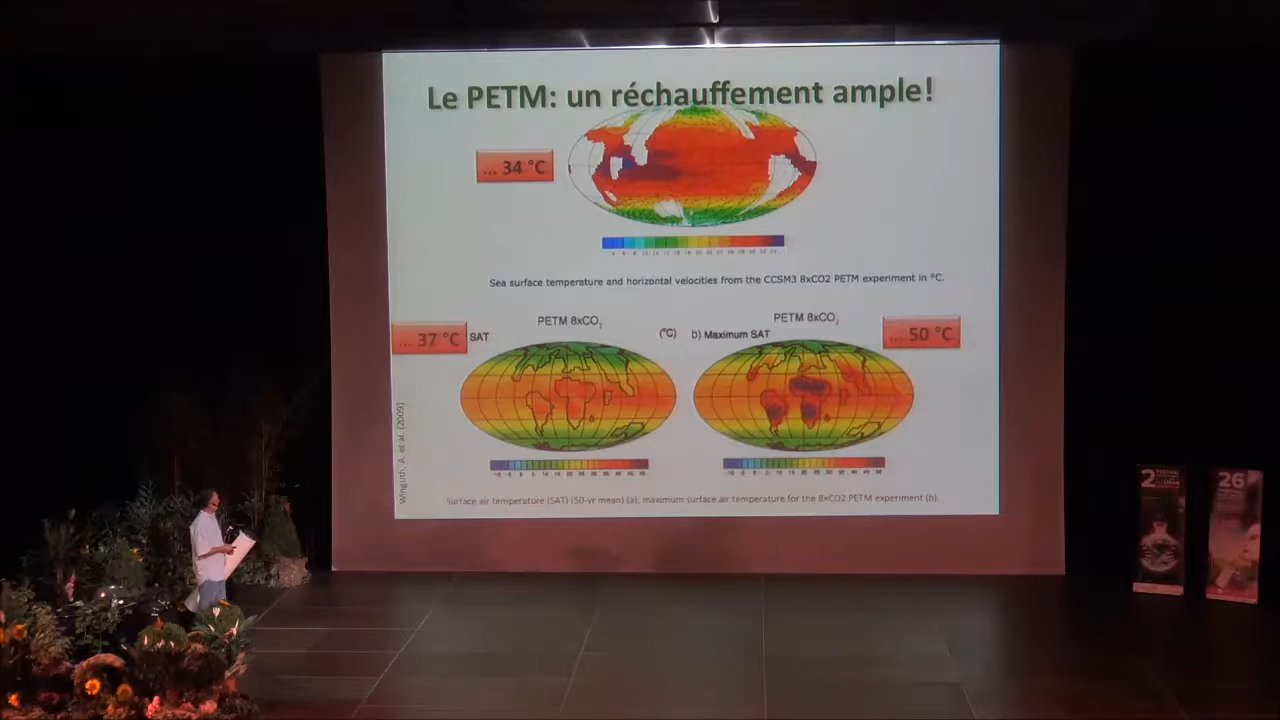 Le PETM: un réchauffement ample!
... 34 °C
Sea surface temperature and horizontal velocities from the CCSM3 8xCO2 PETM experiment in °C.
... 37 °C
SAT
PETM 8xCO2
(°C)
b) Maximum SAT
PETM 8xCO2
.... 50 °C
Winguth, A. et al. (2009)
Surface air temperature (SAT) (50-yr mean) (a), maximum surface air temperature for the 8xCO2 PETM experiment (b).
2
26